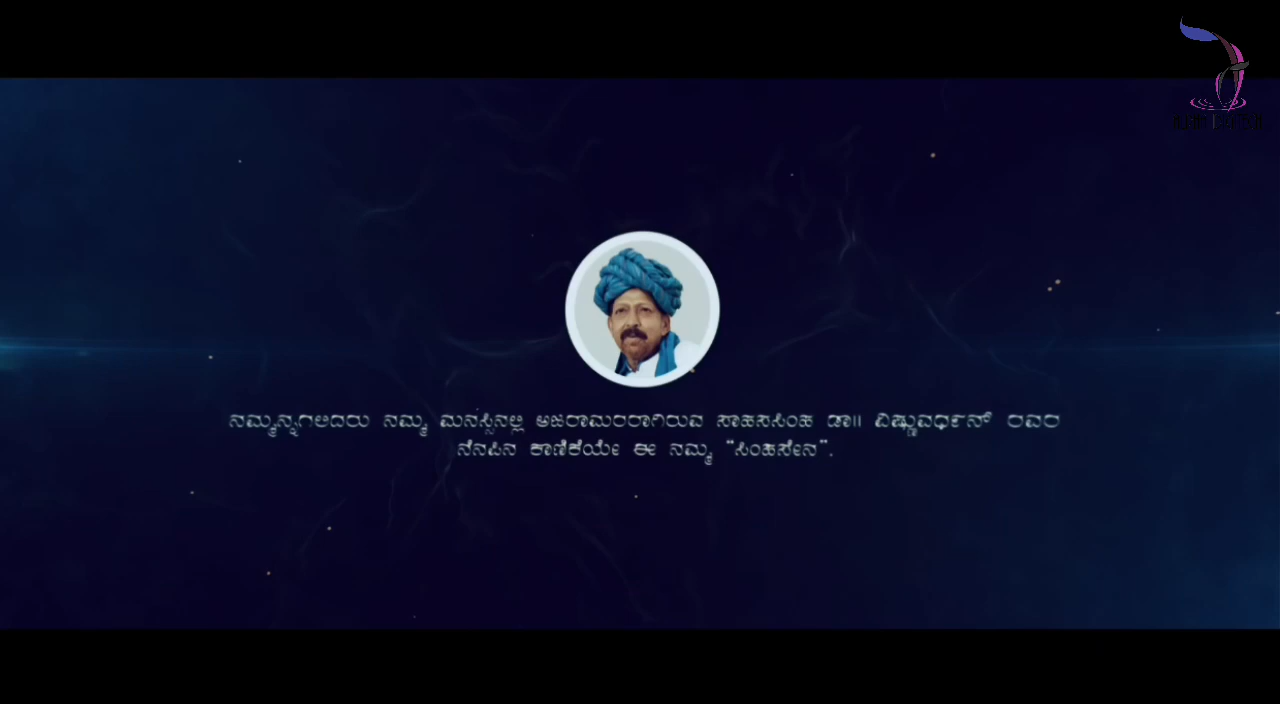 ನಮ್ಮನ್ನಗಲಿದರು ನಮ್ಮ ಮನಸ್ಸಿನಲ್ಲಿ ಅಜರಾಮರರಾಗಿರುವ ಸಾಹಸಸಿಂಹ ಡಾ॥ ವಿಷ್ಣುವರ್ಧನ್ ರವರ
ನೆನಪಿನ ಕಾಣಿಕೆಯೇ ಈ ನಮ್ಮ "ಸಿಂಹಸೇನ".